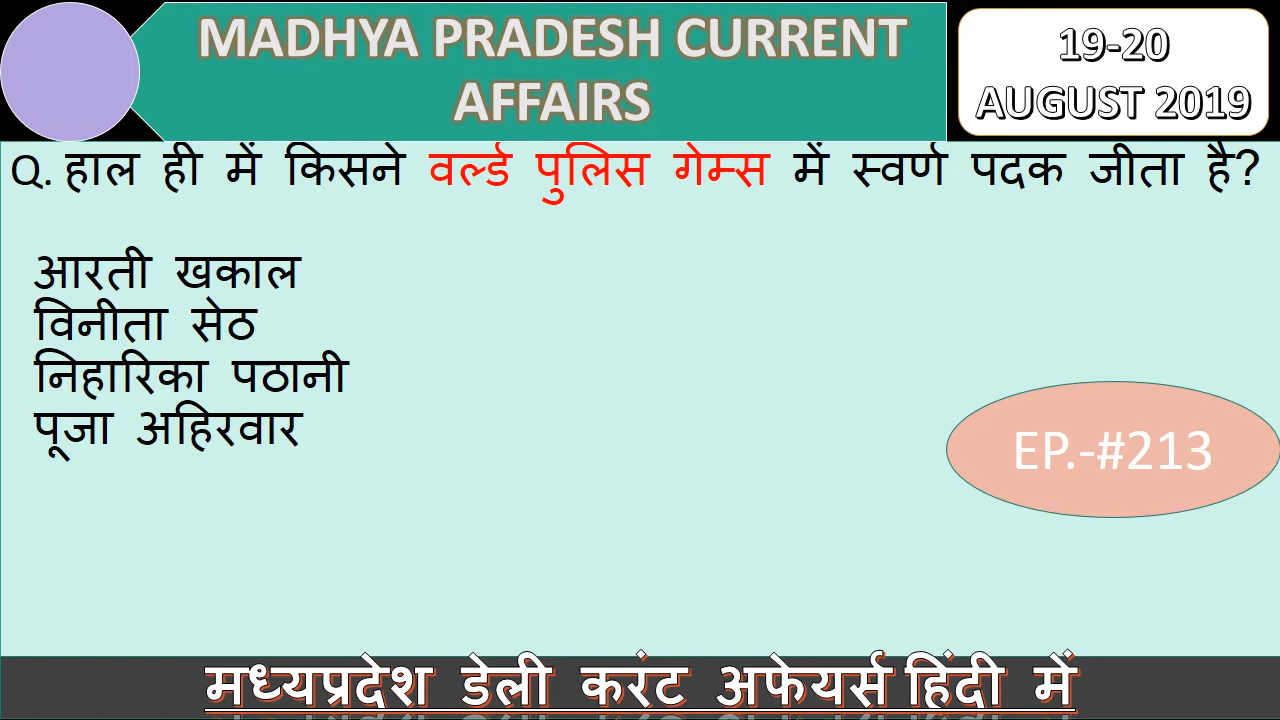 MADHYA PRADESH CURRENT
AFFAIRS
19-20
AUGUST 2019
Q. हाल ही में किसने वर्ल्ड पुलिस गेम्स में स्वर्ण पदक जीता है?
आरती खकाल
विनीता सेठ
निहारिका पठानी
पूजा अहिरवार
EP.-#213
मध्यप्रदेश डेली करंट अफेयर्स हिंदी में